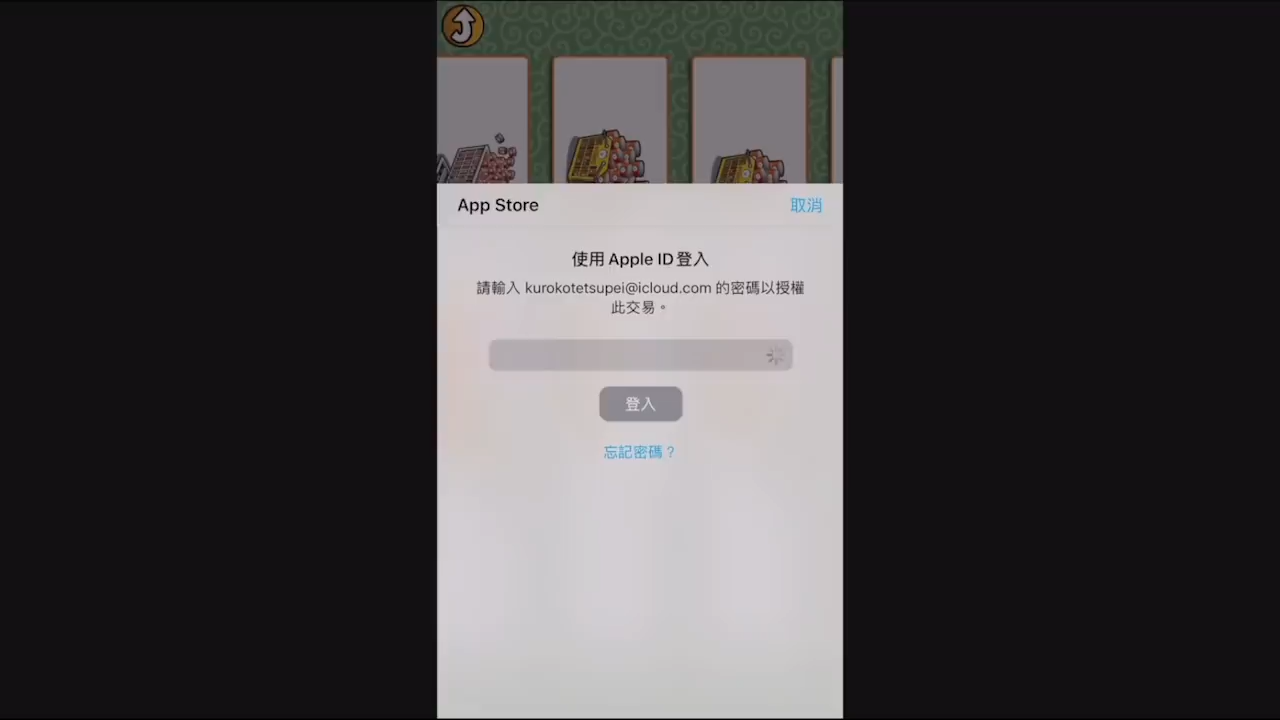 App Store
取消
使用 Apple ID 登入
請輸入 kurokotetsupei@icloud.com 的密碼以授權
此交易。
登入
忘記密碼？